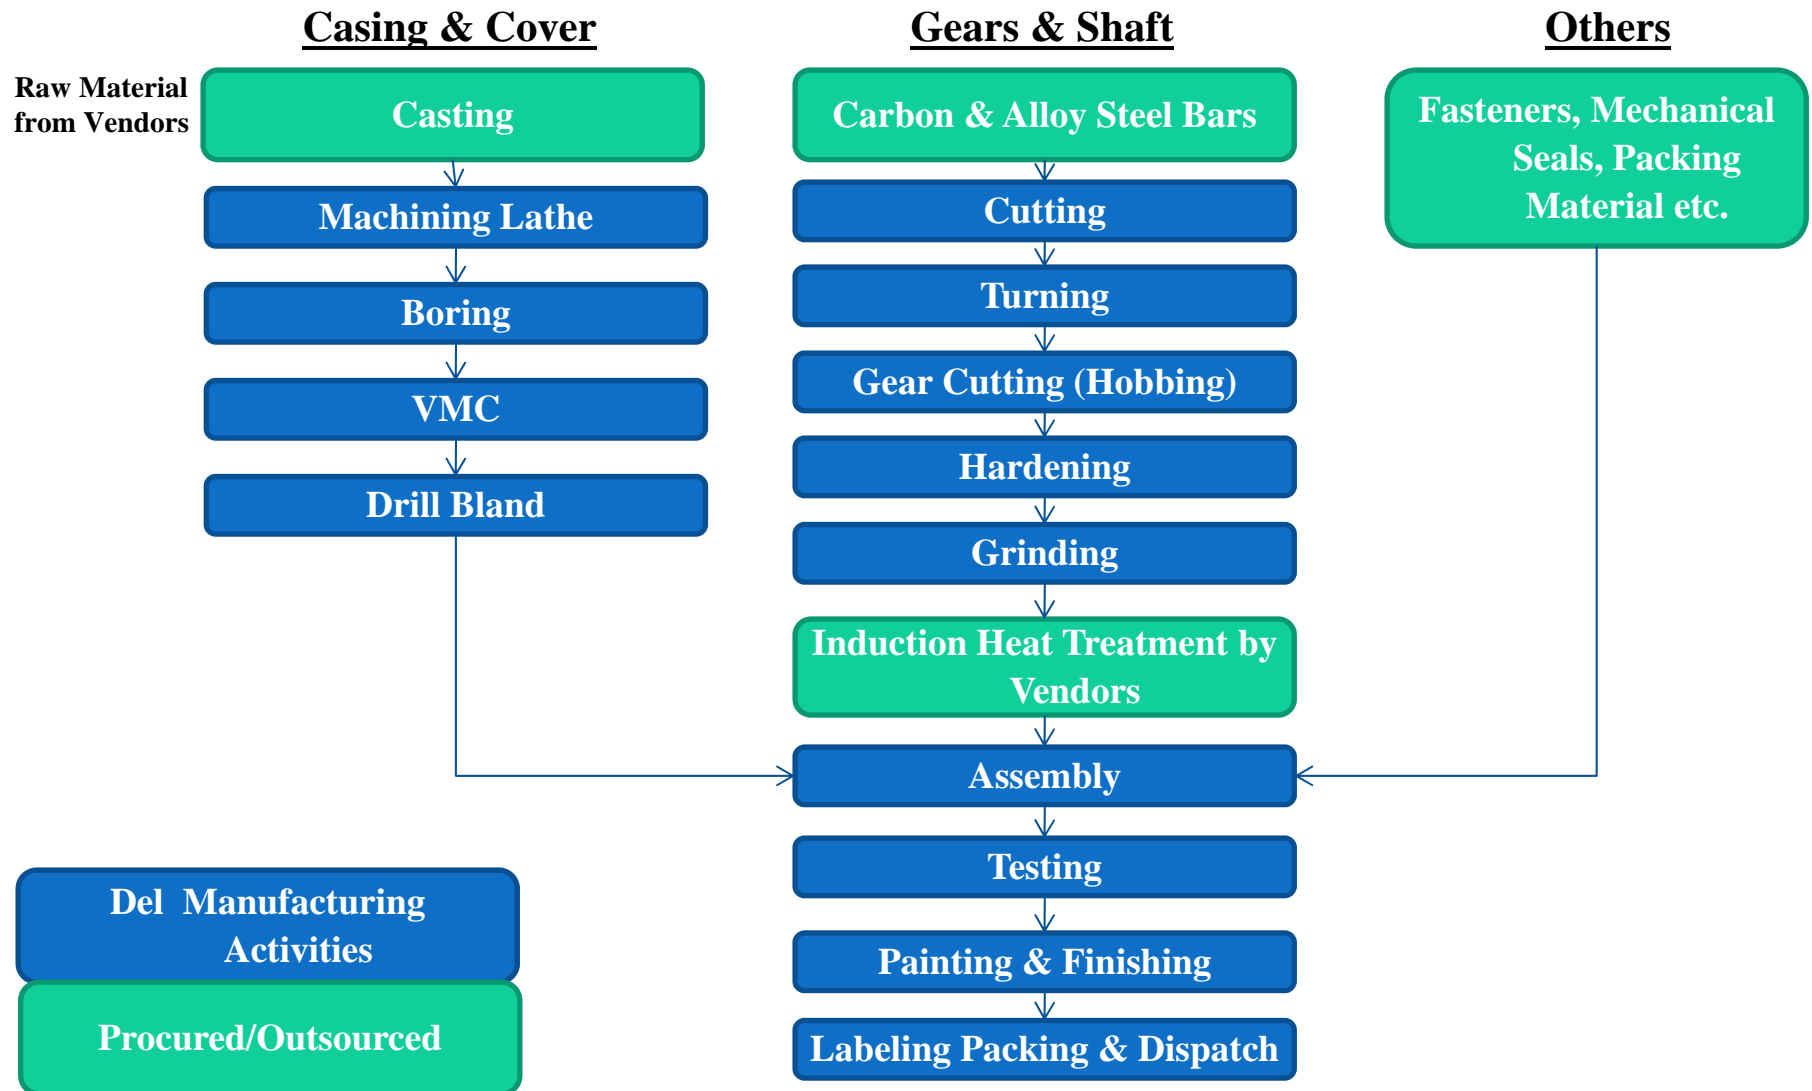 Casing & Cover
Gears & Shaft
Others
Raw Material
from Vendors
Casting
Carbon & Alloy Steel Bars
Fasteners, Mechanical
Seals, Packing
Material etc.
Machining Lathe
Cutting
Boring
Turning
VMC
Gear Cutting (Hobbing)
Drill Bland
Hardening
Grinding
Induction Heat Treatment by
Vendors
Assembly
Testing
Painting & Finishing
Labeling Packing & Dispatch
Del  Manufacturing
Activities
Procured/Outsourced